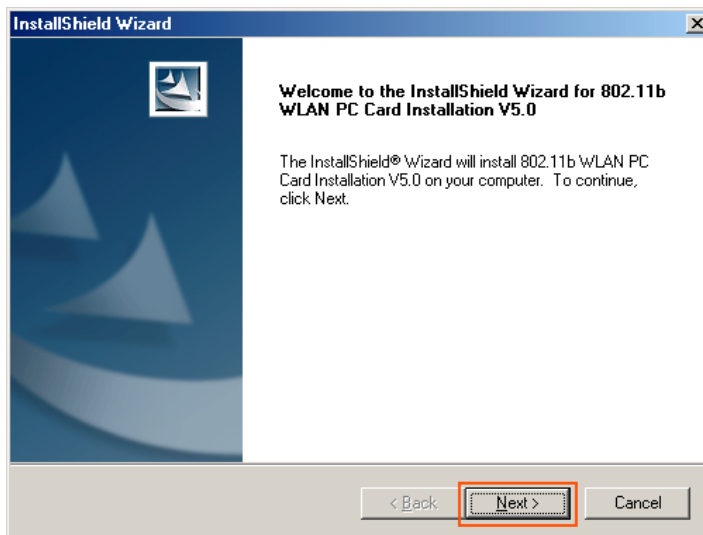 InstallShield Wizard
Welcome to the InstallShield Wizard for 802.11b
WLAN PC Card Installation V5.0
The InstallShield® Wizard will install 802.11b WLAN PC
Card Installation V5.0 on your computer. To continue,
click Next.
< Back
Next >
Cancel